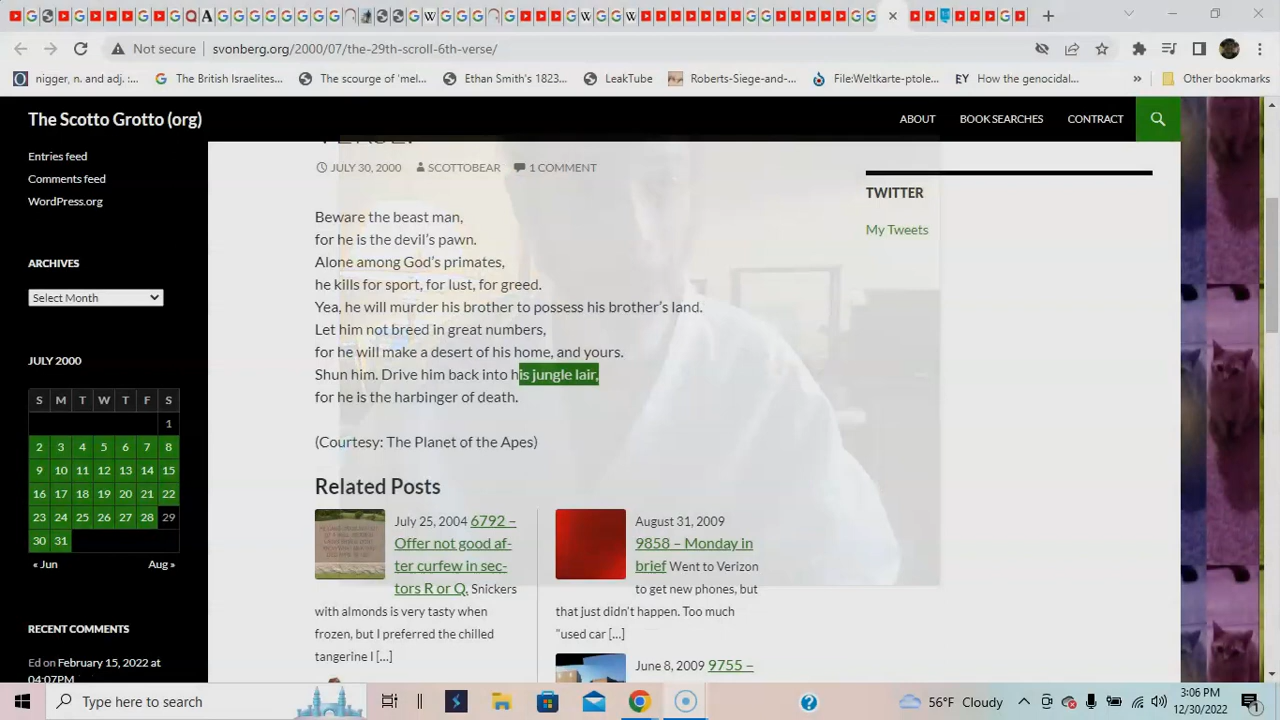 Not secure
svonberg.org/2000/07/the-29th-scroll-6th-verse/
nigger, n. and adj. :...
The British Israelites...
The scourge of 'mel...
Ethan Smith's 1823...
LeakTube
Roberts-Siege-and-...
File:Weltkarte-ptole...
EY How the genocidal...
»
Other bookmarks
The Scotto Grotto (org)
ABOUT
BOOK SEARCHES
CONTRACT
Entries feed
Comments feed
WordPress.org
ARCHIVES
Select Month
JULY 2000
S M T W T F S
1
2 3 4 5 6 7 8
9 10 11 12 13 14 15
16 17 18 19 20 21 22
23 24 25 26 27 28 29
30 31
« Jun
Aug »
RECENT COMMENTS
Ed on February 15, 2022 at
04:07PM
JULY 30, 2000
SCOTTOBEAR
1 COMMENT
Beware the beast man,
for he is the devil’s pawn.
Alone among God’s primates,
he kills for sport, for lust, for greed.
Yea, he will murder his brother to possess his brother’s land.
Let him not breed in great numbers,
for he will make a desert of his home, and yours.
Shun him. Drive him back into his jungle lair,
for he is the harbinger of death.
(Courtesy: The Planet of the Apes)
Related Posts
July 25, 2004 6792 –
Offer not good af-
ter curfew in sec-
tors R or Q. Snickers
with almonds is very tasty when
frozen, but I preferred the chilled
tangerine I […]
August 31, 2009
9858 – Monday in
brief Went to Verizon
to get new phones, but
that just didn’t happen. Too much
“used car […]
June 8, 2009 9755 –
TWITTER
My Tweets
Type here to search
56°F Cloudy
3:06 PM
12/30/2022